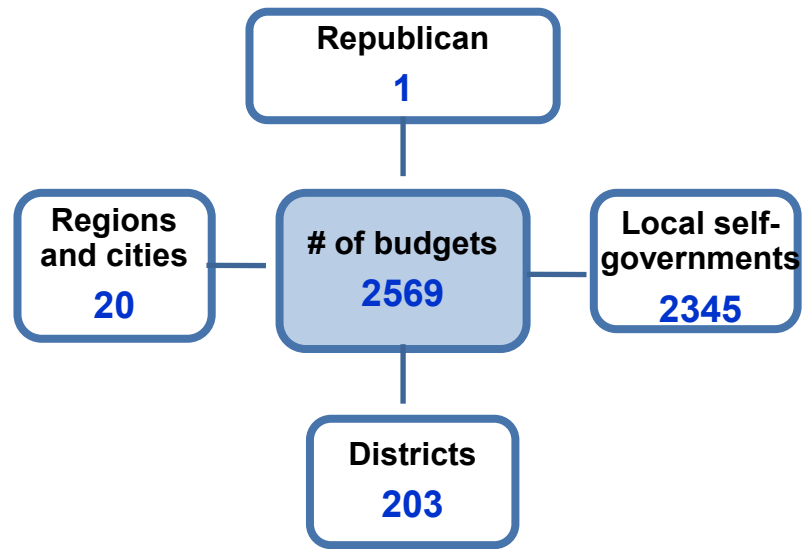 Republican
1
Regions
and cities
20
# of budgets
2569
Local self-
governments
2345
Districts
203